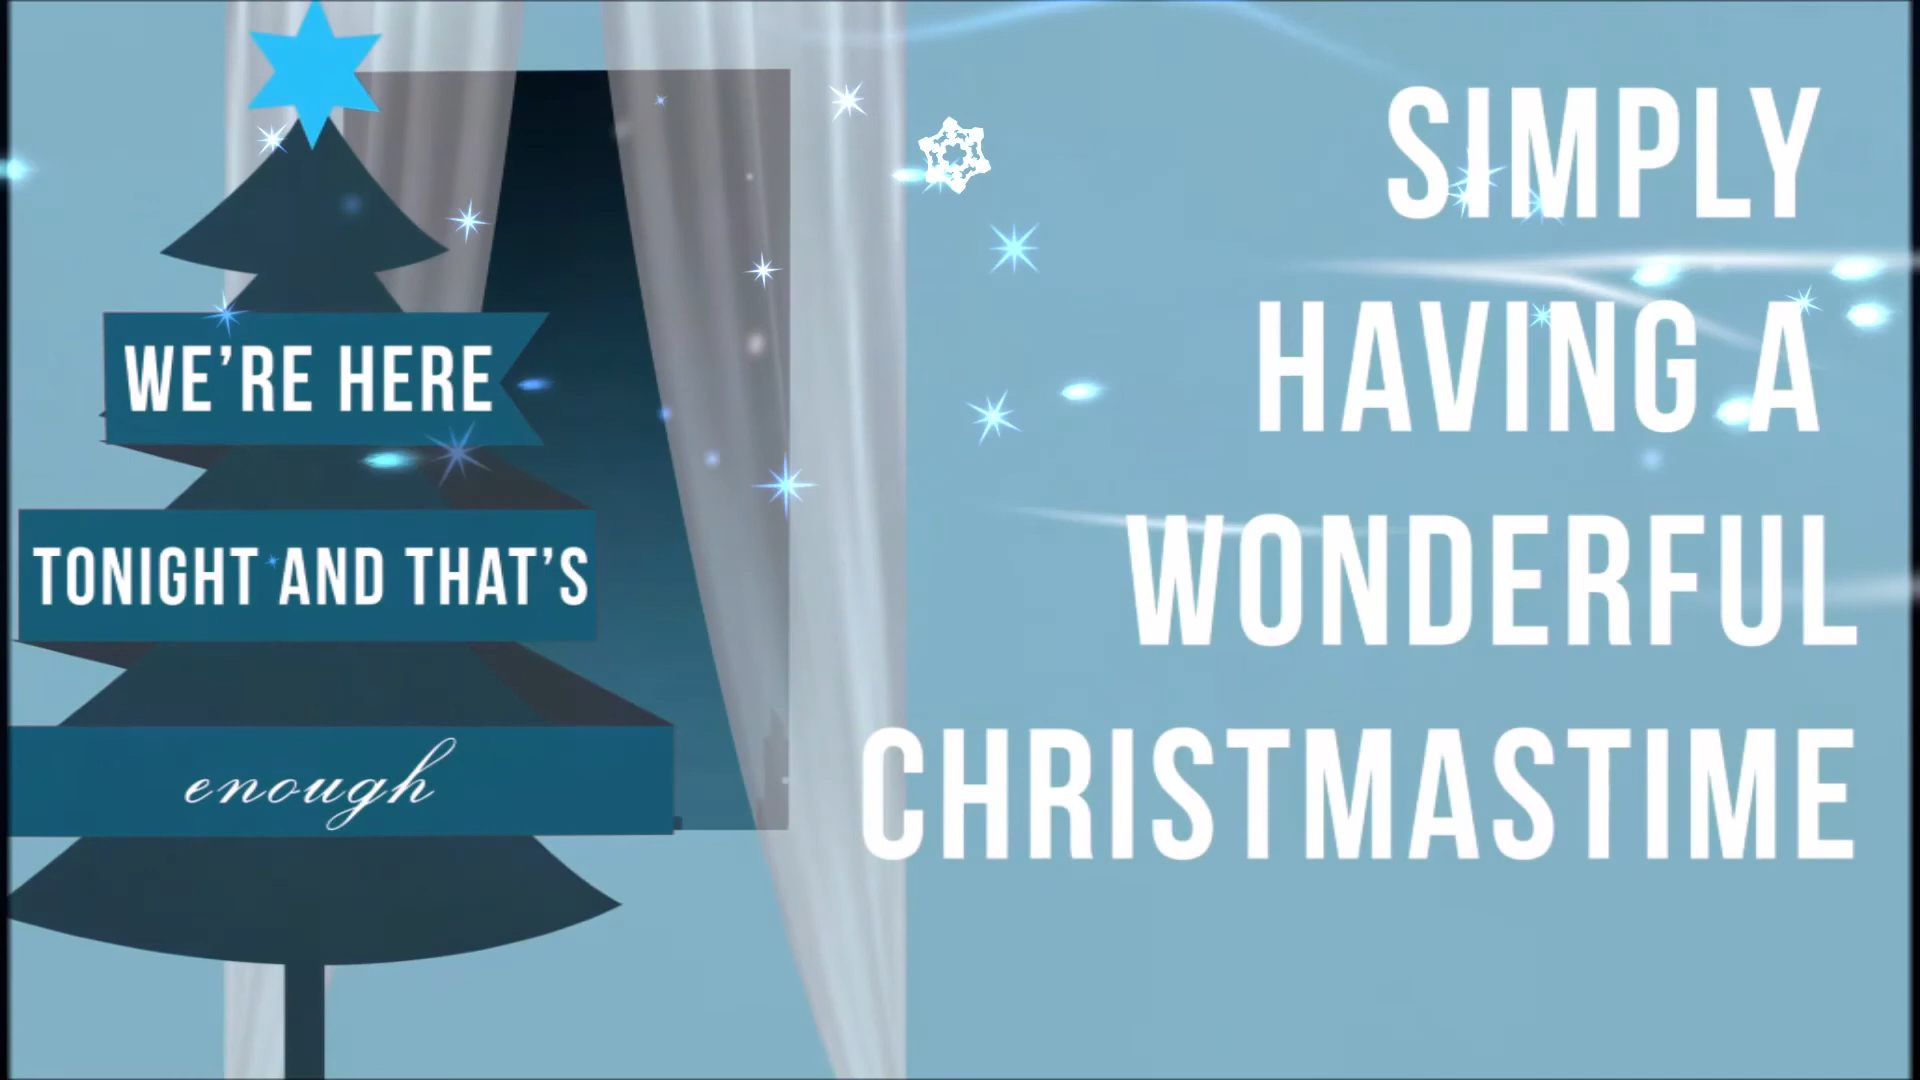 WE’RE HERE
TONIGHT AND THAT’S
enough
SIMPLY
HAVING A
WONDERFUL
CHRISTMASTIME